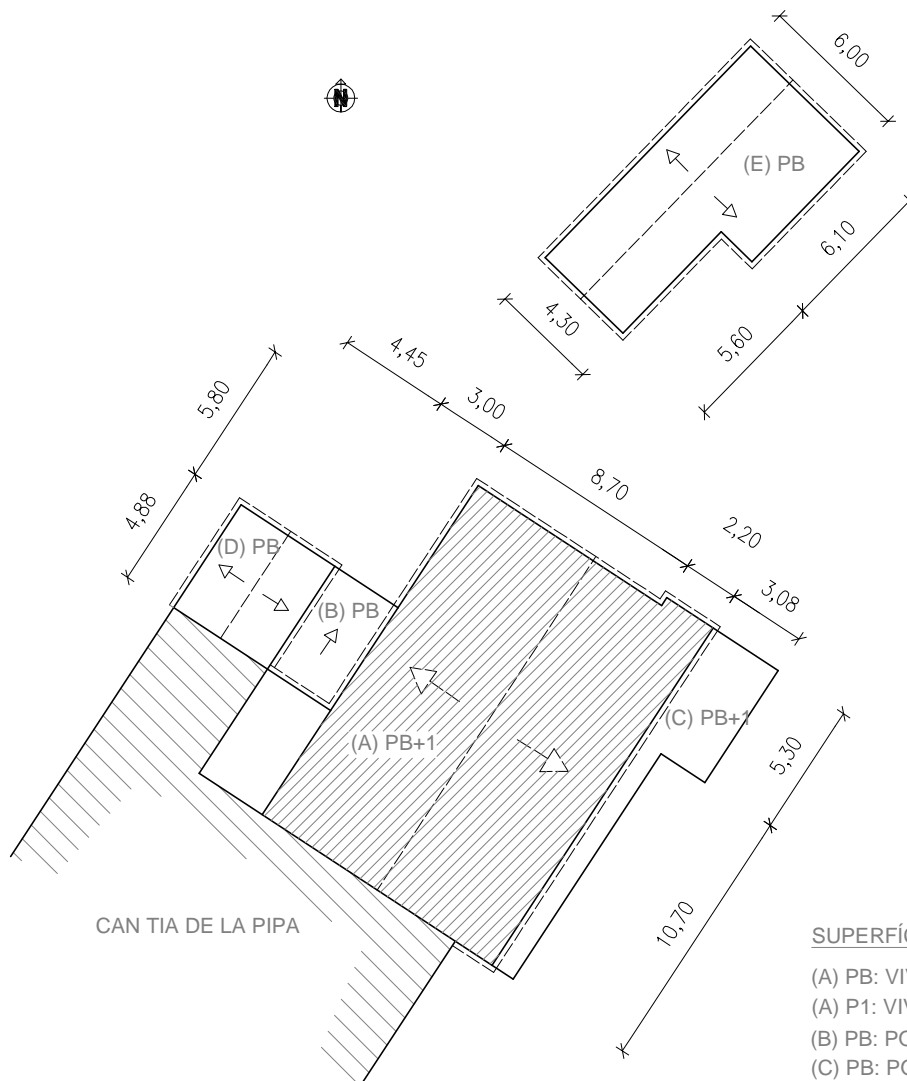 6,00
N
(E) PB
6,10
4,30
5,60
4,45
3,00
5,80
8,70
4,88
2,20
(D) PB
3,08
(B) PB
(C) PB+1
(A) PB+1
5,30
10,70
CAN TIA DE LA PIPA
(A) PB:
(A) P1:
(B) PB:
(C) PB: